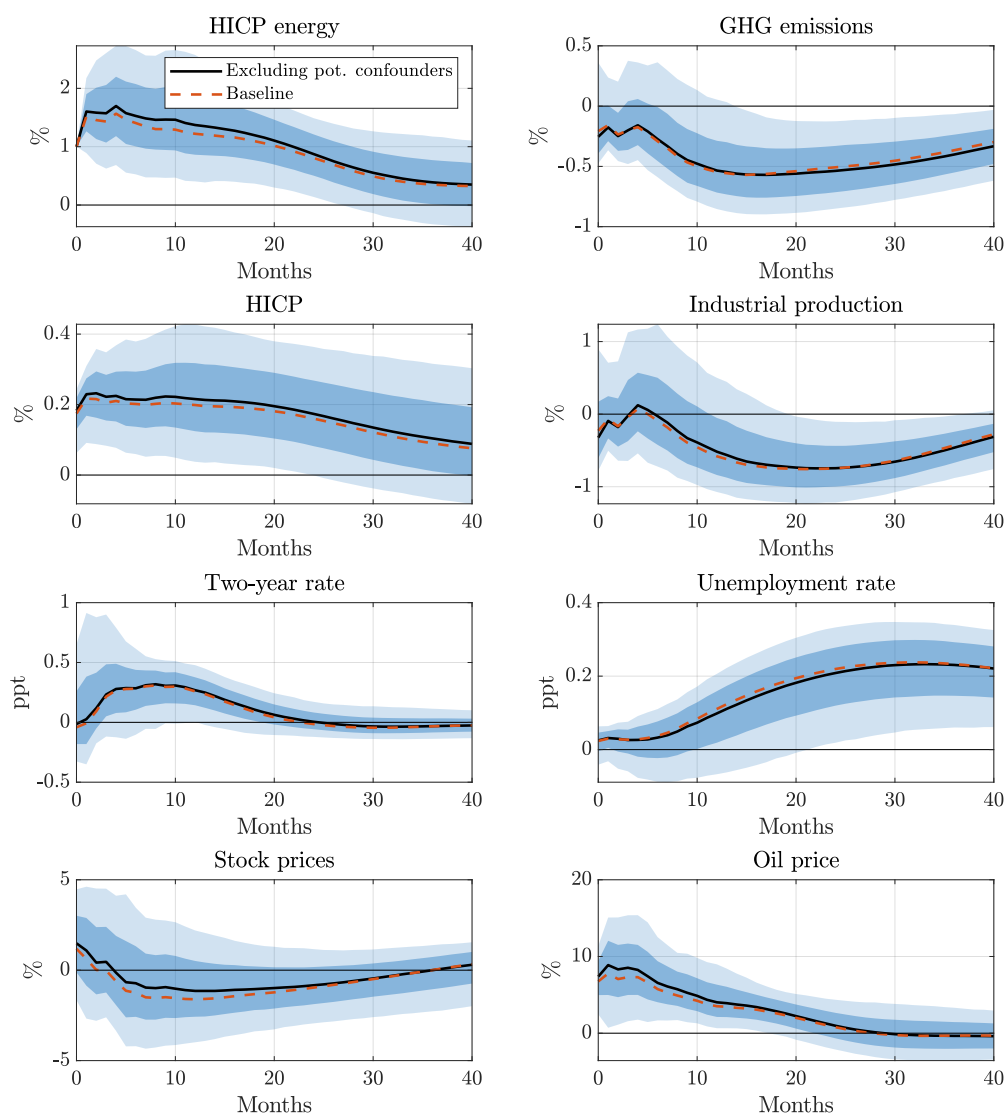 HICP energy
2
1
0
%
Excluding pot. confounders
Baseline
0 10 20 30 40
Months
GHG emissions
0.5
0
-0.5
-1
%
0 10 20 30 40
Months
HICP
0.4
0.2
0
%
0 10 20 30 40
Months
Industrial production
1
0
-1
%
0 10 20 30 40
Months
Two-year rate
1
0.5
0
-0.5
ppt
0 10 20 30 40
Months
Unemployment rate
0.4
0.2
0
ppt
0 10 20 30 40
Months
Stock prices
5
0
-5
%
0 10 20 30 40
Months
Oil price
20
10
0
%
0 10 20 30 40
Months